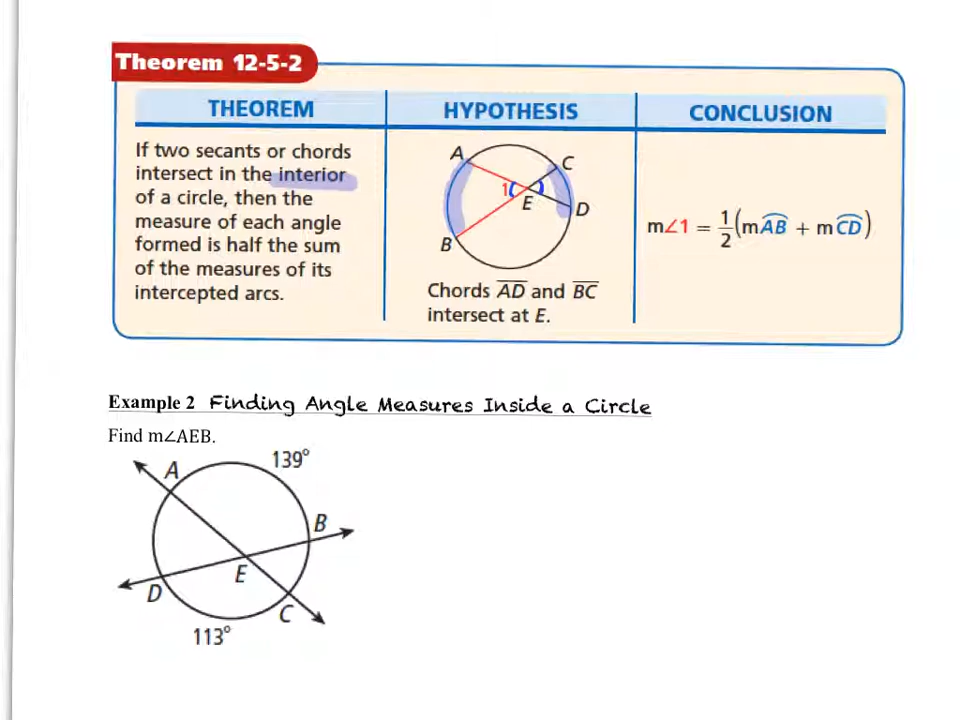 Theorem 12-5-2
THEOREM
HYPOTHESIS
CONCLUSION
If two secants or chords
intersect in the interior
of a circle, then the
measure of each angle
formed is half the sum
of the measures of its
intercepted arcs.
A
C
1
E
D
B
Chords AD and BC
intersect at E.
m∠1 = 1/2(mAB + mCD)
Example 2 Finding Angle Measures Inside a Circle
Find m∠AEB.
A
139°
B
E
D
C
113°